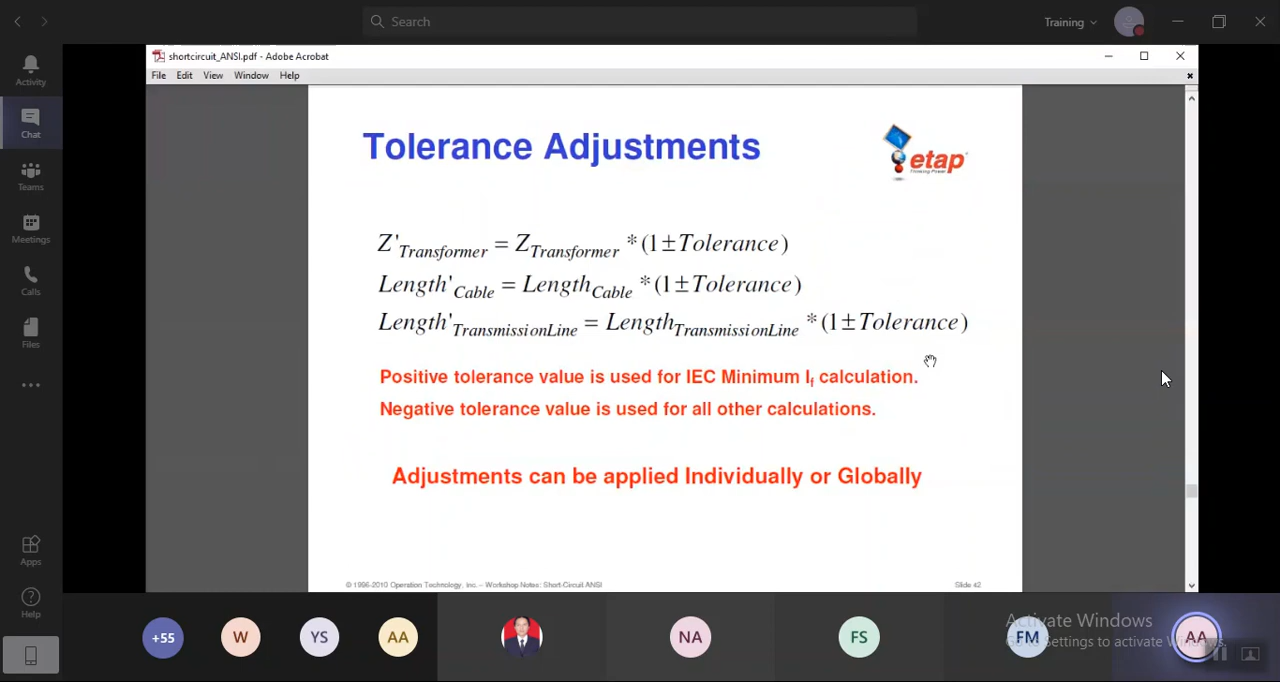 Search
Training
shortcircuit_ANSI.pdf - Adobe Acrobat
File Edit View Window Help
Activity
Chat
Teams
Meetings
Calls
Files
Apps
Help
Tolerance Adjustments
etap
Thinking Power
Z'Transformer = ZTransformer *(1±Tolerance)
Length'Cable = LengthCable *(1±Tolerance)
Length'TransmissionLine = LengthTransmissionLine *(1±Tolerance)
Positive tolerance value is used for IEC Minimum If calculation.
Negative tolerance value is used for all other calculations.
Adjustments can be applied Individually or Globally
© 1996-2010 Operation Technology, Inc. – Workshop Notes: Short-Circuit ANSI
Slide 42
+55 W YS AA NA FS FM AA
Activate Windows
Go to Settings to activate Windows.